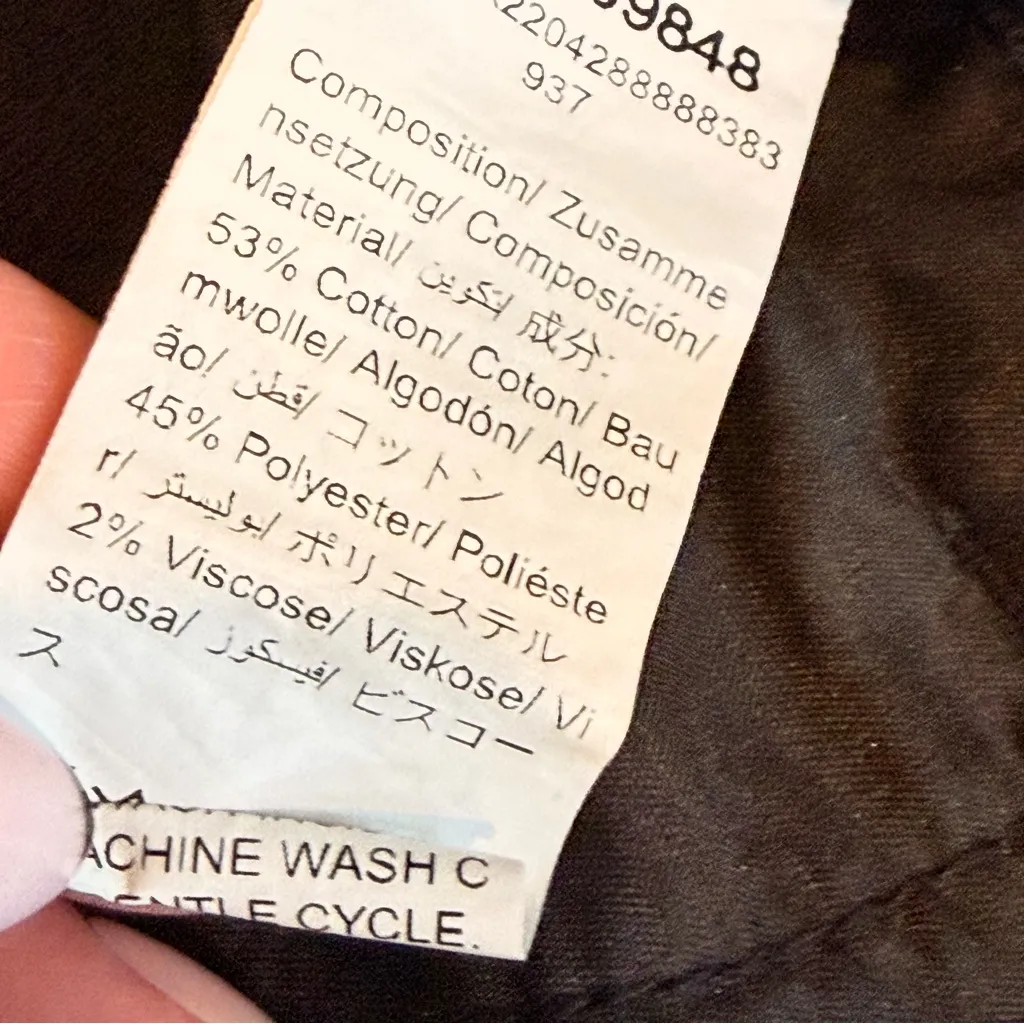 9848
2204288888383
937
Composition/ Zusamme
nsetzung/ Composición/
Material/ تكوين/ 成分:
53% Cotton/ Coton/ Bau
mwolle/ Algodón/ Algod
ão/ قطن/ コットン
45% Polyester/ Poliéste
r/ بوليستر/ ポリエステル
2% Viscose/ Viskose/ Vi
scosa/ فيسكوز/ ビスコー
ス
ACHINE WASH C
ENTLE CYCLE.